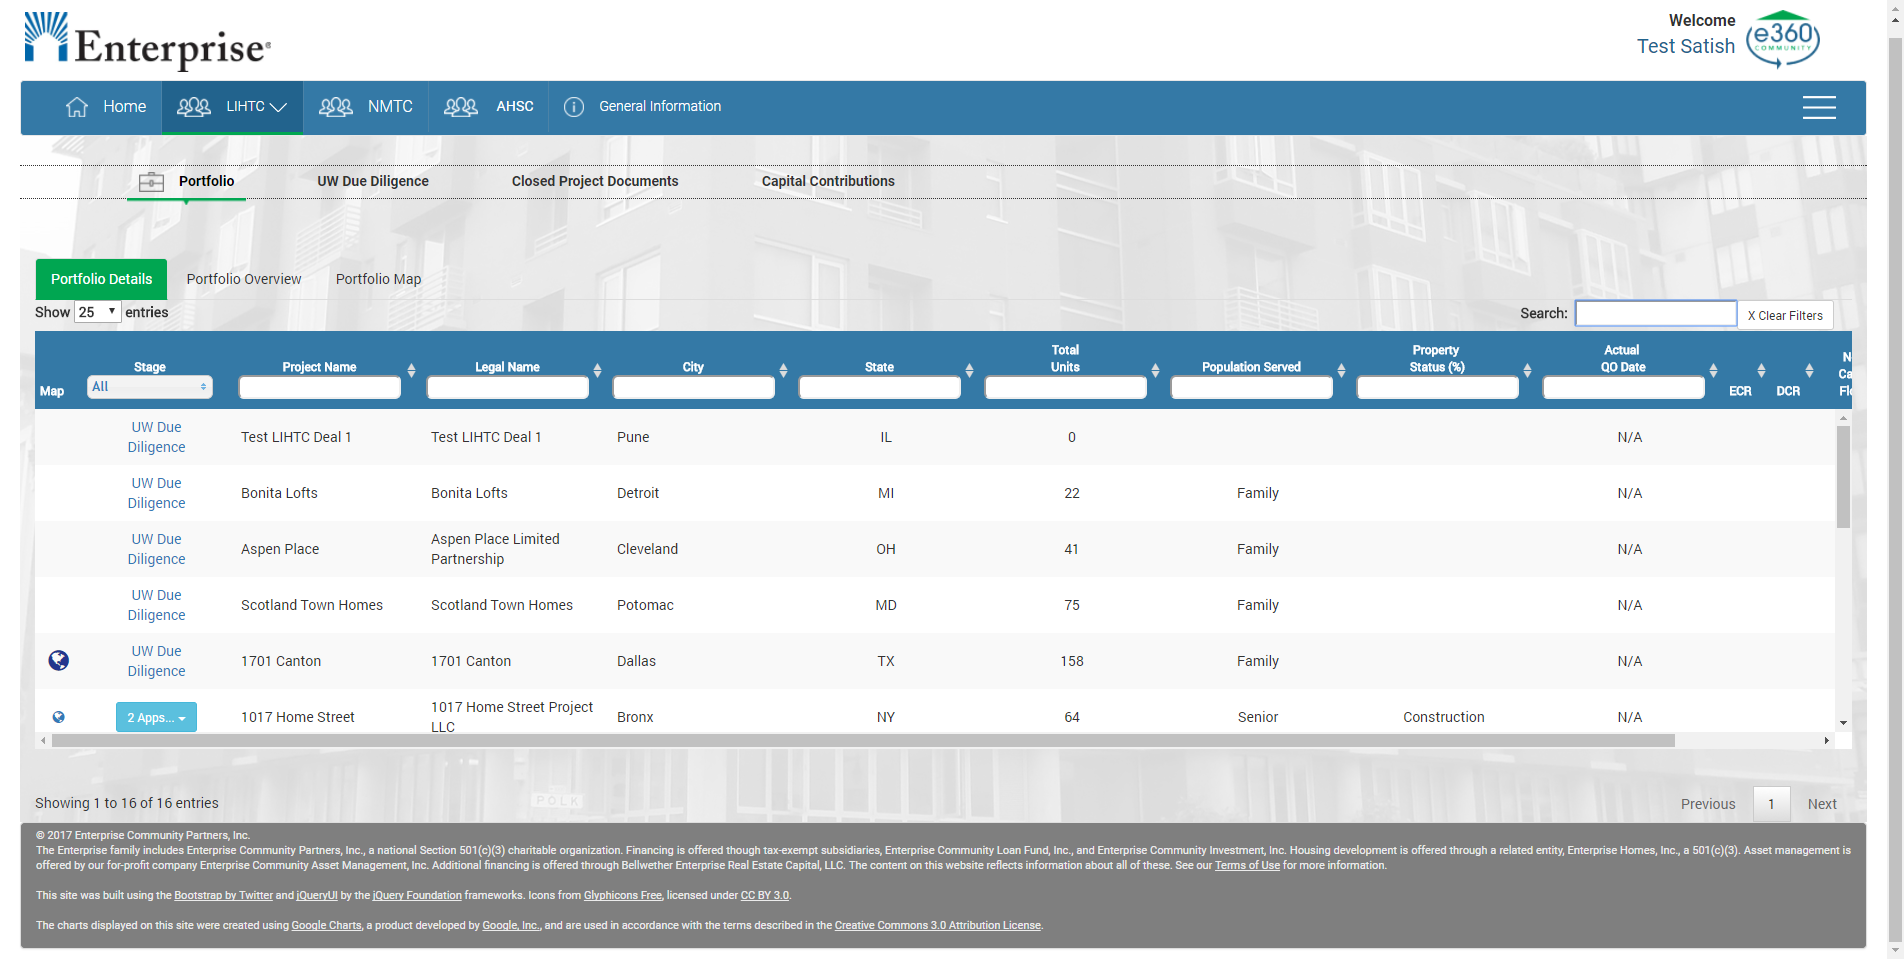 Enterprise
Welcome
Test Satish
e360
COMMUNITY
Home
LIHTC
NMTC
AHSC
General Information
Portfolio
UW Due Diligence
Closed Project Documents
Capital Contributions
Portfolio Details
Portfolio Overview
Portfolio Map
Show 25 entries
Search:
X Clear Filters
Map
Stage
All
Project Name
Legal Name
City
State
Total
Units
Population Served
Property
Status (%)
Actual
QO Date
ECR
DCR
UW Due
Diligence
Test LIHTC Deal 1
Test LIHTC Deal 1
Pune
IL
0
N/A
UW Due
Diligence
Bonita Lofts
Bonita Lofts
Detroit
MI
22
Family
N/A
UW Due
Diligence
Aspen Place
Aspen Place Limited
Partnership
Cleveland
OH
41
Family
N/A
UW Due
Diligence
Scotland Town Homes
Scotland Town Homes
Potomac
MD
75
Family
N/A
UW Due
Diligence
1701 Canton
1701 Canton
Dallas
TX
158
Family
N/A
2 Apps...
1017 Home Street
1017 Home Street Project
LLC
Bronx
NY
64
Senior
Construction
N/A
POLK
Showing 1 to 16 of 16 entries
Previous
1
Next
© 2017 Enterprise Community Partners, Inc.
The Enterprise family includes Enterprise Community Partners, Inc., a national Section 501(c)(3) charitable organization. Financing is offered though tax-exempt subsidiaries, Enterprise Community Loan Fund, Inc., and Enterprise Community Investment, Inc. Housing development is offered through a related entity, Enterprise Homes, Inc., a 501(c)(3). Asset management is
offered by our for-profit company Enterprise Community Asset Management, Inc. Additional financing is offered through Bellwether Enterprise Real Estate Capital, LLC. The content on this website reflects information about all of these. See our Terms of Use for more information.
This site was built using the Bootstrap by Twitter and jQueryUI by the jQuery Foundation frameworks. Icons from Glyphicons Free, licensed under CC BY 3.0.
The charts displayed on this site were created using Google Charts, a product developed by Google, Inc., and are used in accordance with the terms described in the Creative Commons 3.0 Attribution License.